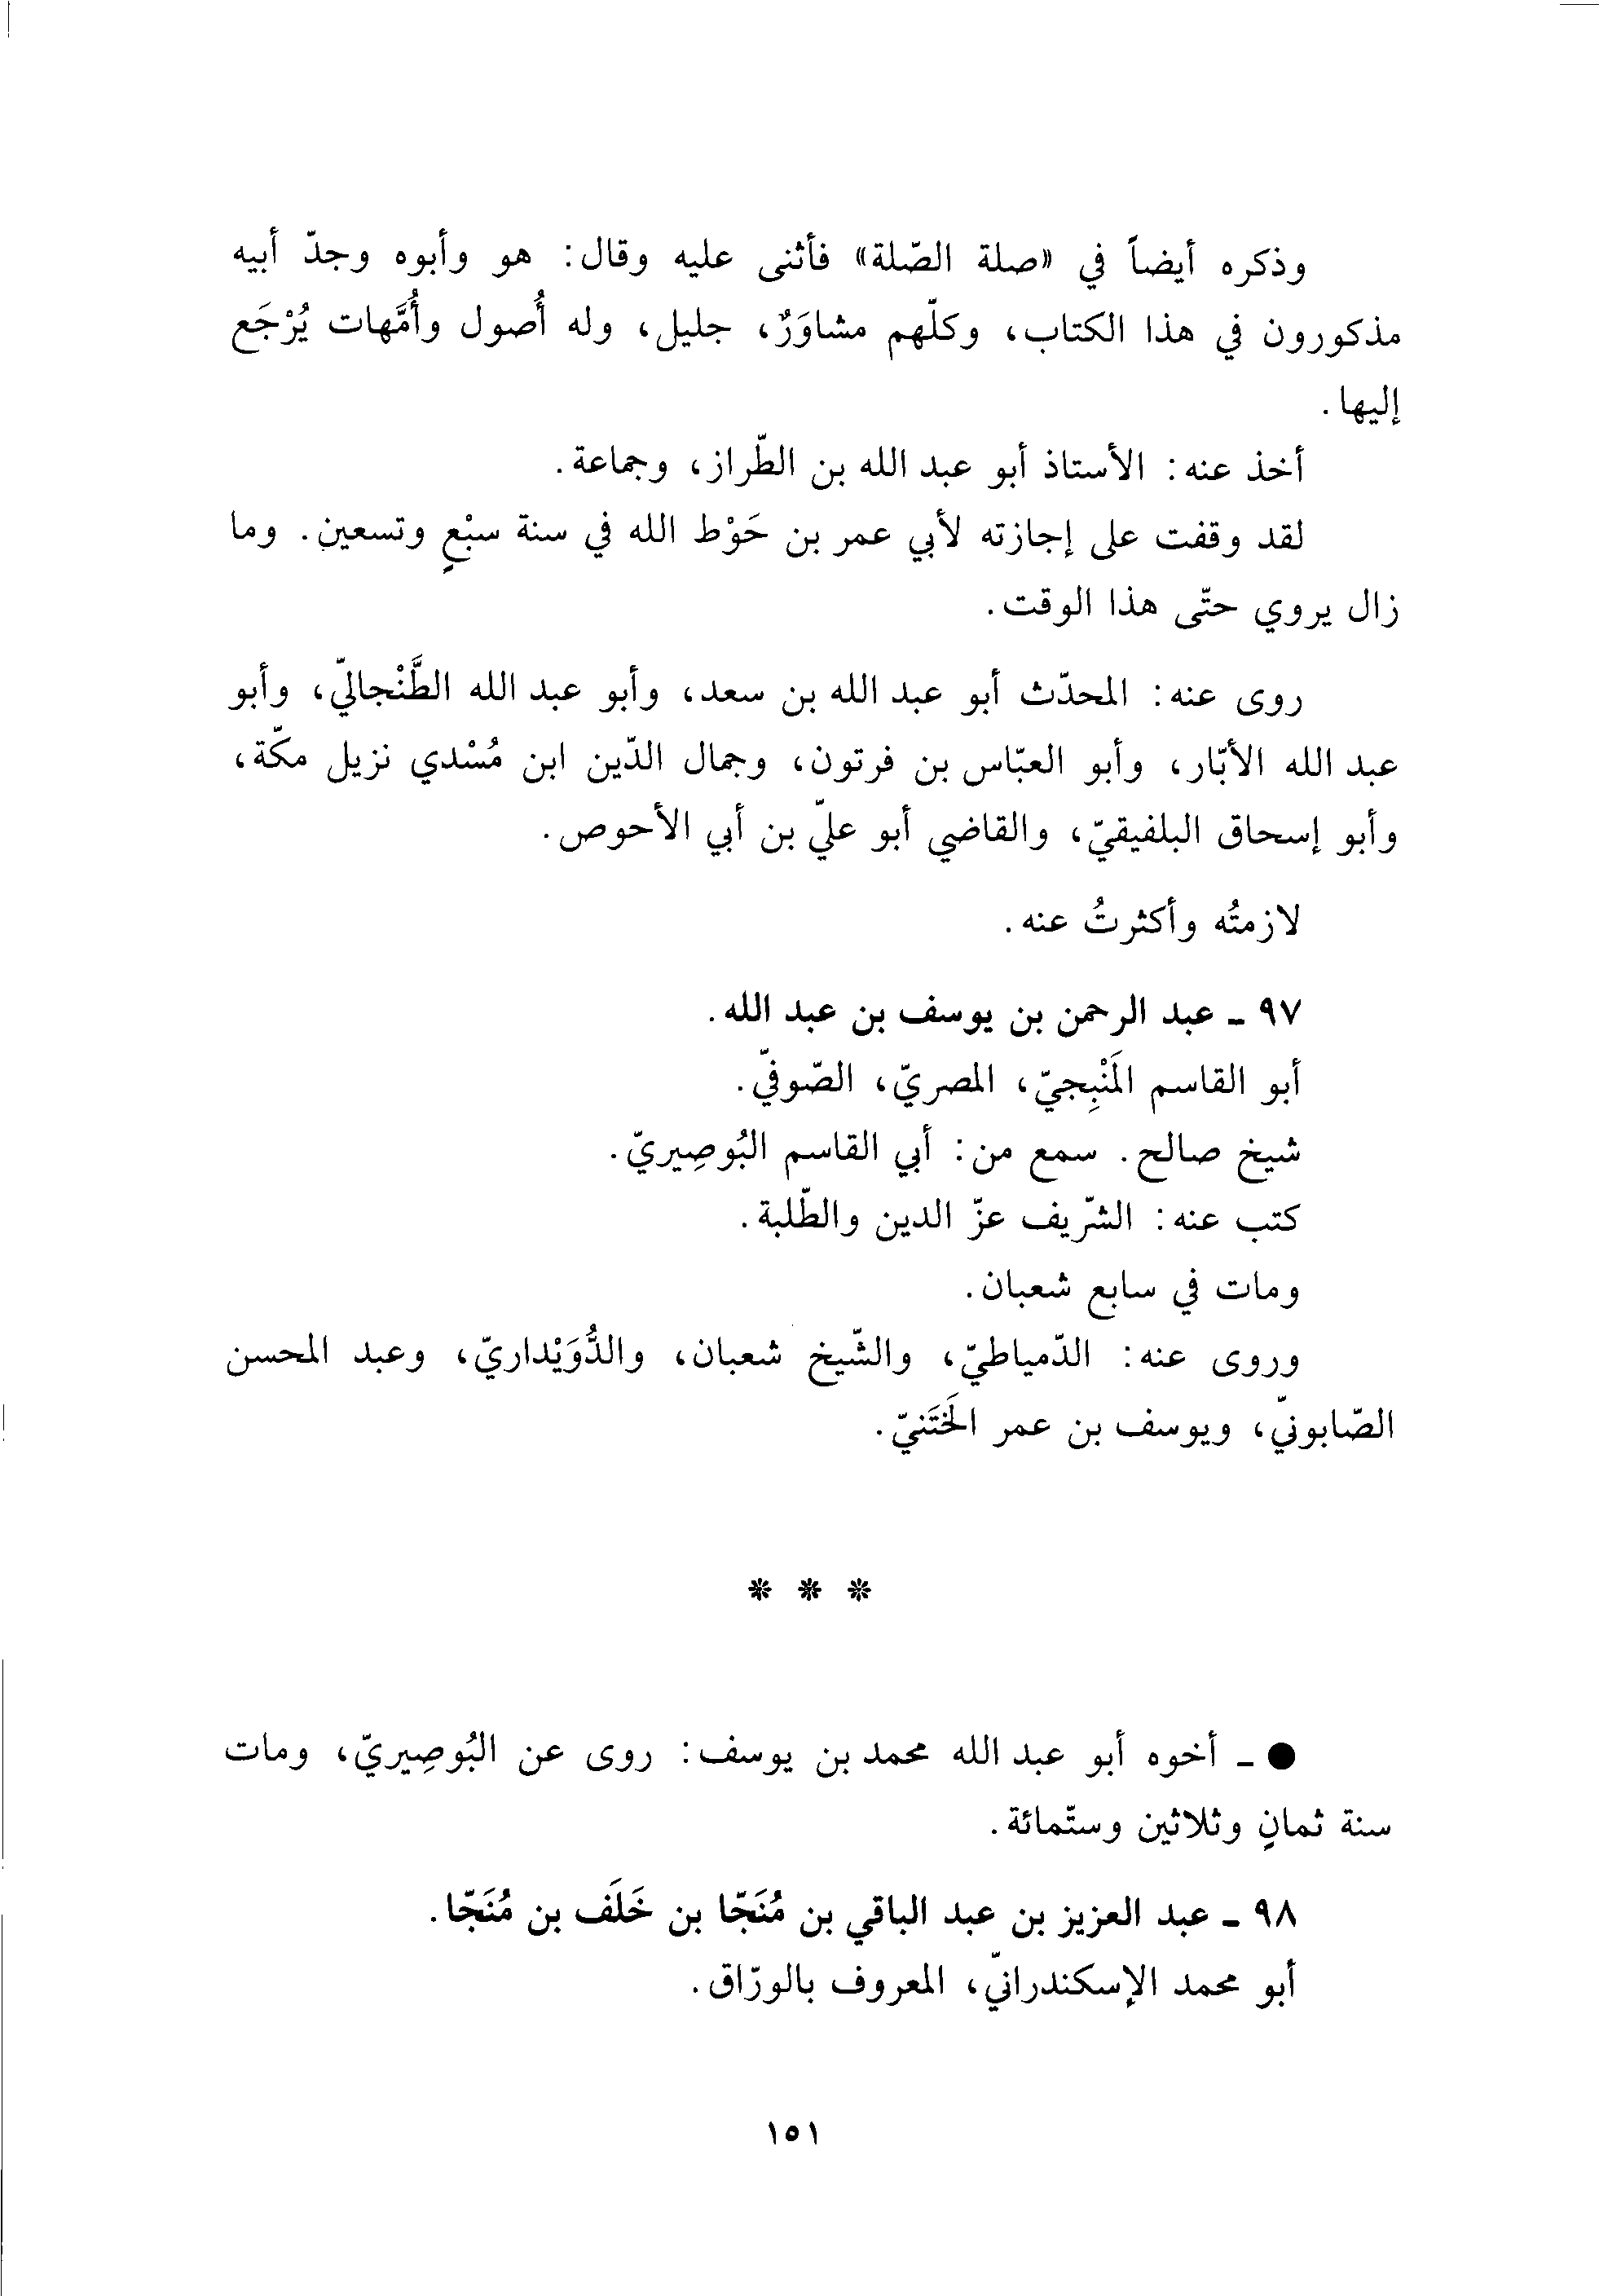 وذكره أيضاً في «صلة الصّلة» فأثنى عليه وقال: هو وأبوه وجدّ أبيه
مذكورون في هذا الكتاب، وكلّهم مشاوَرٌ، جليل، وله أُصول وأُمَّهات يُرْجَع
إليها.
أخذ عنه: الأستاذ أبو عبد الله بن الطّراز، وجماعة.
لقد وقفت على إجازته لأبي عمر بن حَوْط الله في سنة سبْعٍ وتسعين. وما
زال يروي حتّى هذا الوقت.
روى عنه: المحدّث أبو عبد الله بن سعد، وأبو عبد الله الطَّنْجاليّ، وأبو
عبد الله الأبّار، وأبو العبّاس بن فرتون، وجمال الدّين ابن مُسْدي نزيل مكّة،
وأبو إسحاق البلفيقيّ، والقاضي أبو عليّ بن أبي الأحوص.
لازمتُه وأكثرتُ عنه.
٩٧ ـ عبد الرحمن بن يوسف بن عبد الله.
أبو القاسم المَنْبِجيّ، المصريّ، الصّوفيّ.
شيخ صالح. سمع من: أبي القاسم البُوصِيريّ.
كتب عنه: الشّريف عزّ الدين والطّلبة.
ومات في سابع شعبان.
وروى عنه: الدّمياطيّ، والشّيخ شعبان، والدُّوَيْداريّ، وعبد المحسن
الصّابونيّ، ويوسف بن عمر الخَتَنيّ.
* * *
● ـ أخوه أبو عبد الله محمد بن يوسف: روى عن البُوصِيريّ، ومات
سنة ثمانٍ وثلاثين وستّمائة.
٩٨ ـ عبد العزيز بن عبد الباقي بن مُنَجّا بن خَلَف بن مُنَجّا.
أبو محمد الإسكندرانيّ، المعروف بالورّاق.
١٥١